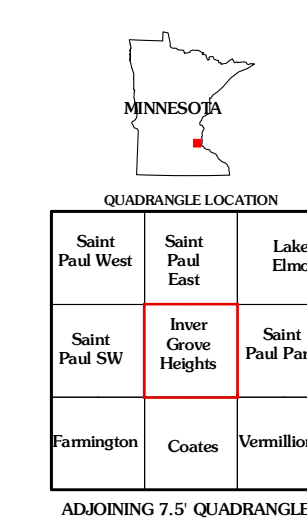 MINNESOTA
QUADRANGLE LOCATION
Saint
Paul West
Saint
Paul
East
Lake
Elmo
Saint
Paul SW
Inver
Grove
Heights
Saint
Paul Par
Farmington
Coates
Vermillion
ADJOINING 7.5' QUADRANGLE